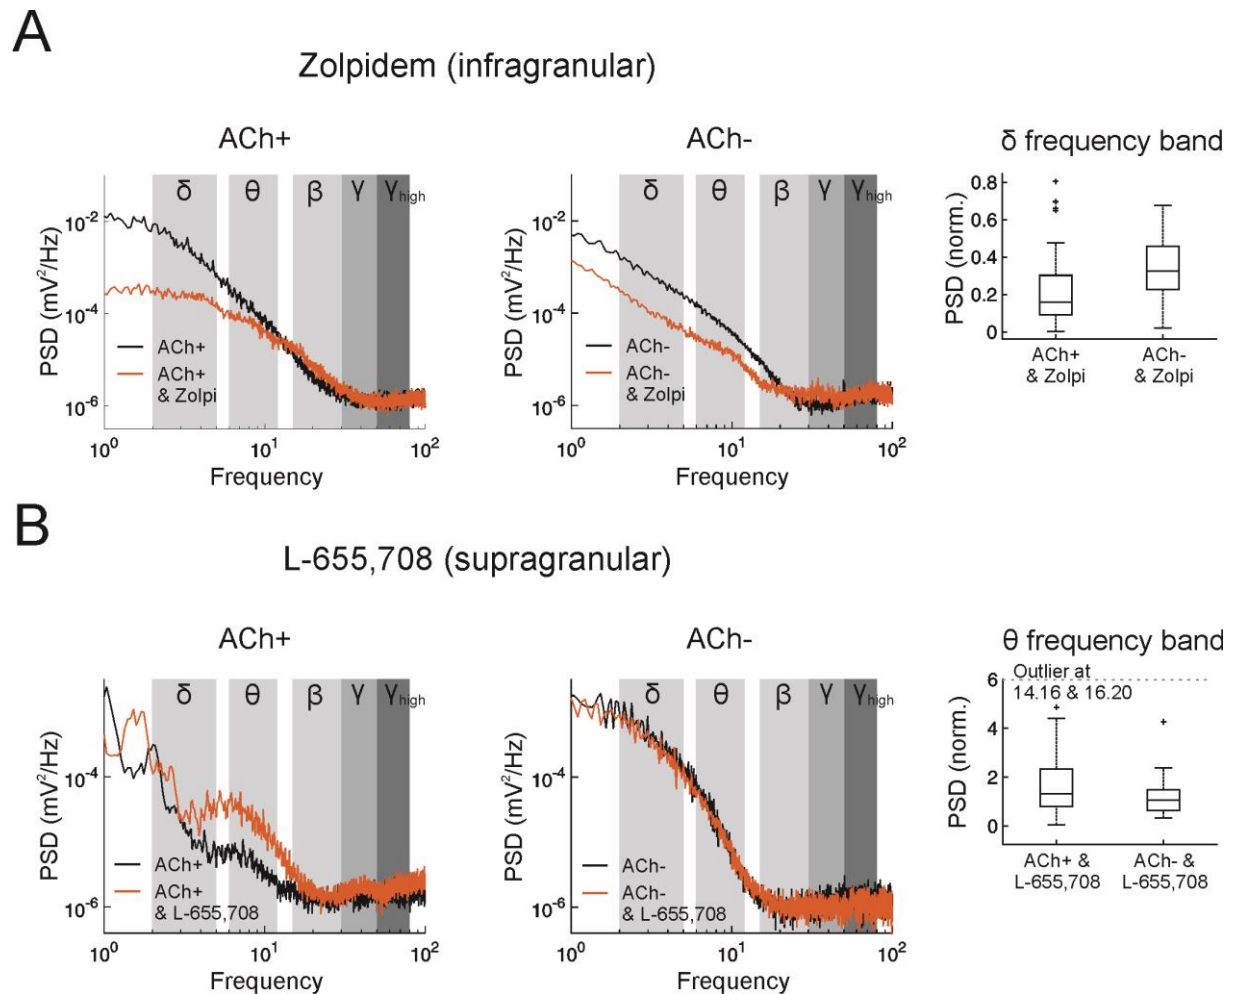 A
Zolpidem (infragranular)
ACh+
δ θ β γ γhigh
10-2
10-4
10-6
PSD (mV2/Hz)
ACh+
ACh+
& Zolpi
100 101 102
Frequency
ACh-
δ θ β γ γhigh
10-2
10-4
10-6
PSD (mV2/Hz)
ACh-
ACh-
& Zolpi
100 101 102
Frequency
δ frequency band
0.8
0.6
0.4
0.2
0
PSD (norm.)
ACh+ ACh-
& Zolpi & Zolpi
B
L-655,708 (supragranular)
ACh+
δ θ β γ γhigh
10-4
10-6
PSD (mV2/Hz)
ACh+
ACh+
& L-655,708
100 101 102
Frequency
ACh-
δ θ β γ γhigh
10-4
10-6
PSD (mV2/Hz)
ACh-
ACh-
& L-655,708
100 101 102
Frequency
θ frequency band
Outlier at
14.16 & 16.20
6
4
2
0
PSD (norm.)
ACh+ & ACh- &
L-655,708 L-655,708